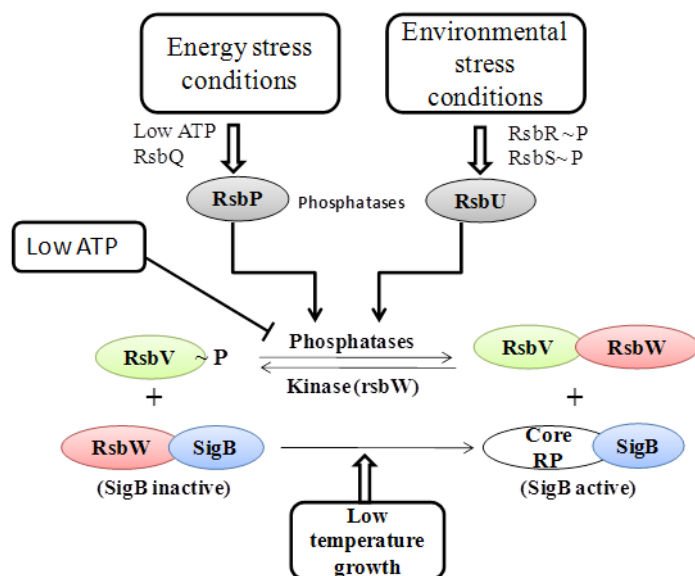 Energy stress
conditions
Environmental
stress
conditions
Low ATP
RsbQ
RsbR ~P
RsbS~ P
RsbP
Phosphatases
RsbU
Low ATP
Phosphatases
RsbV
~ P
RsbV
RsbW
Kinase (rsbW)
+
+
RsbW
SigB
Core
RP
SigB
(SigB inactive)
(SigB active)
Low
temperature
growth